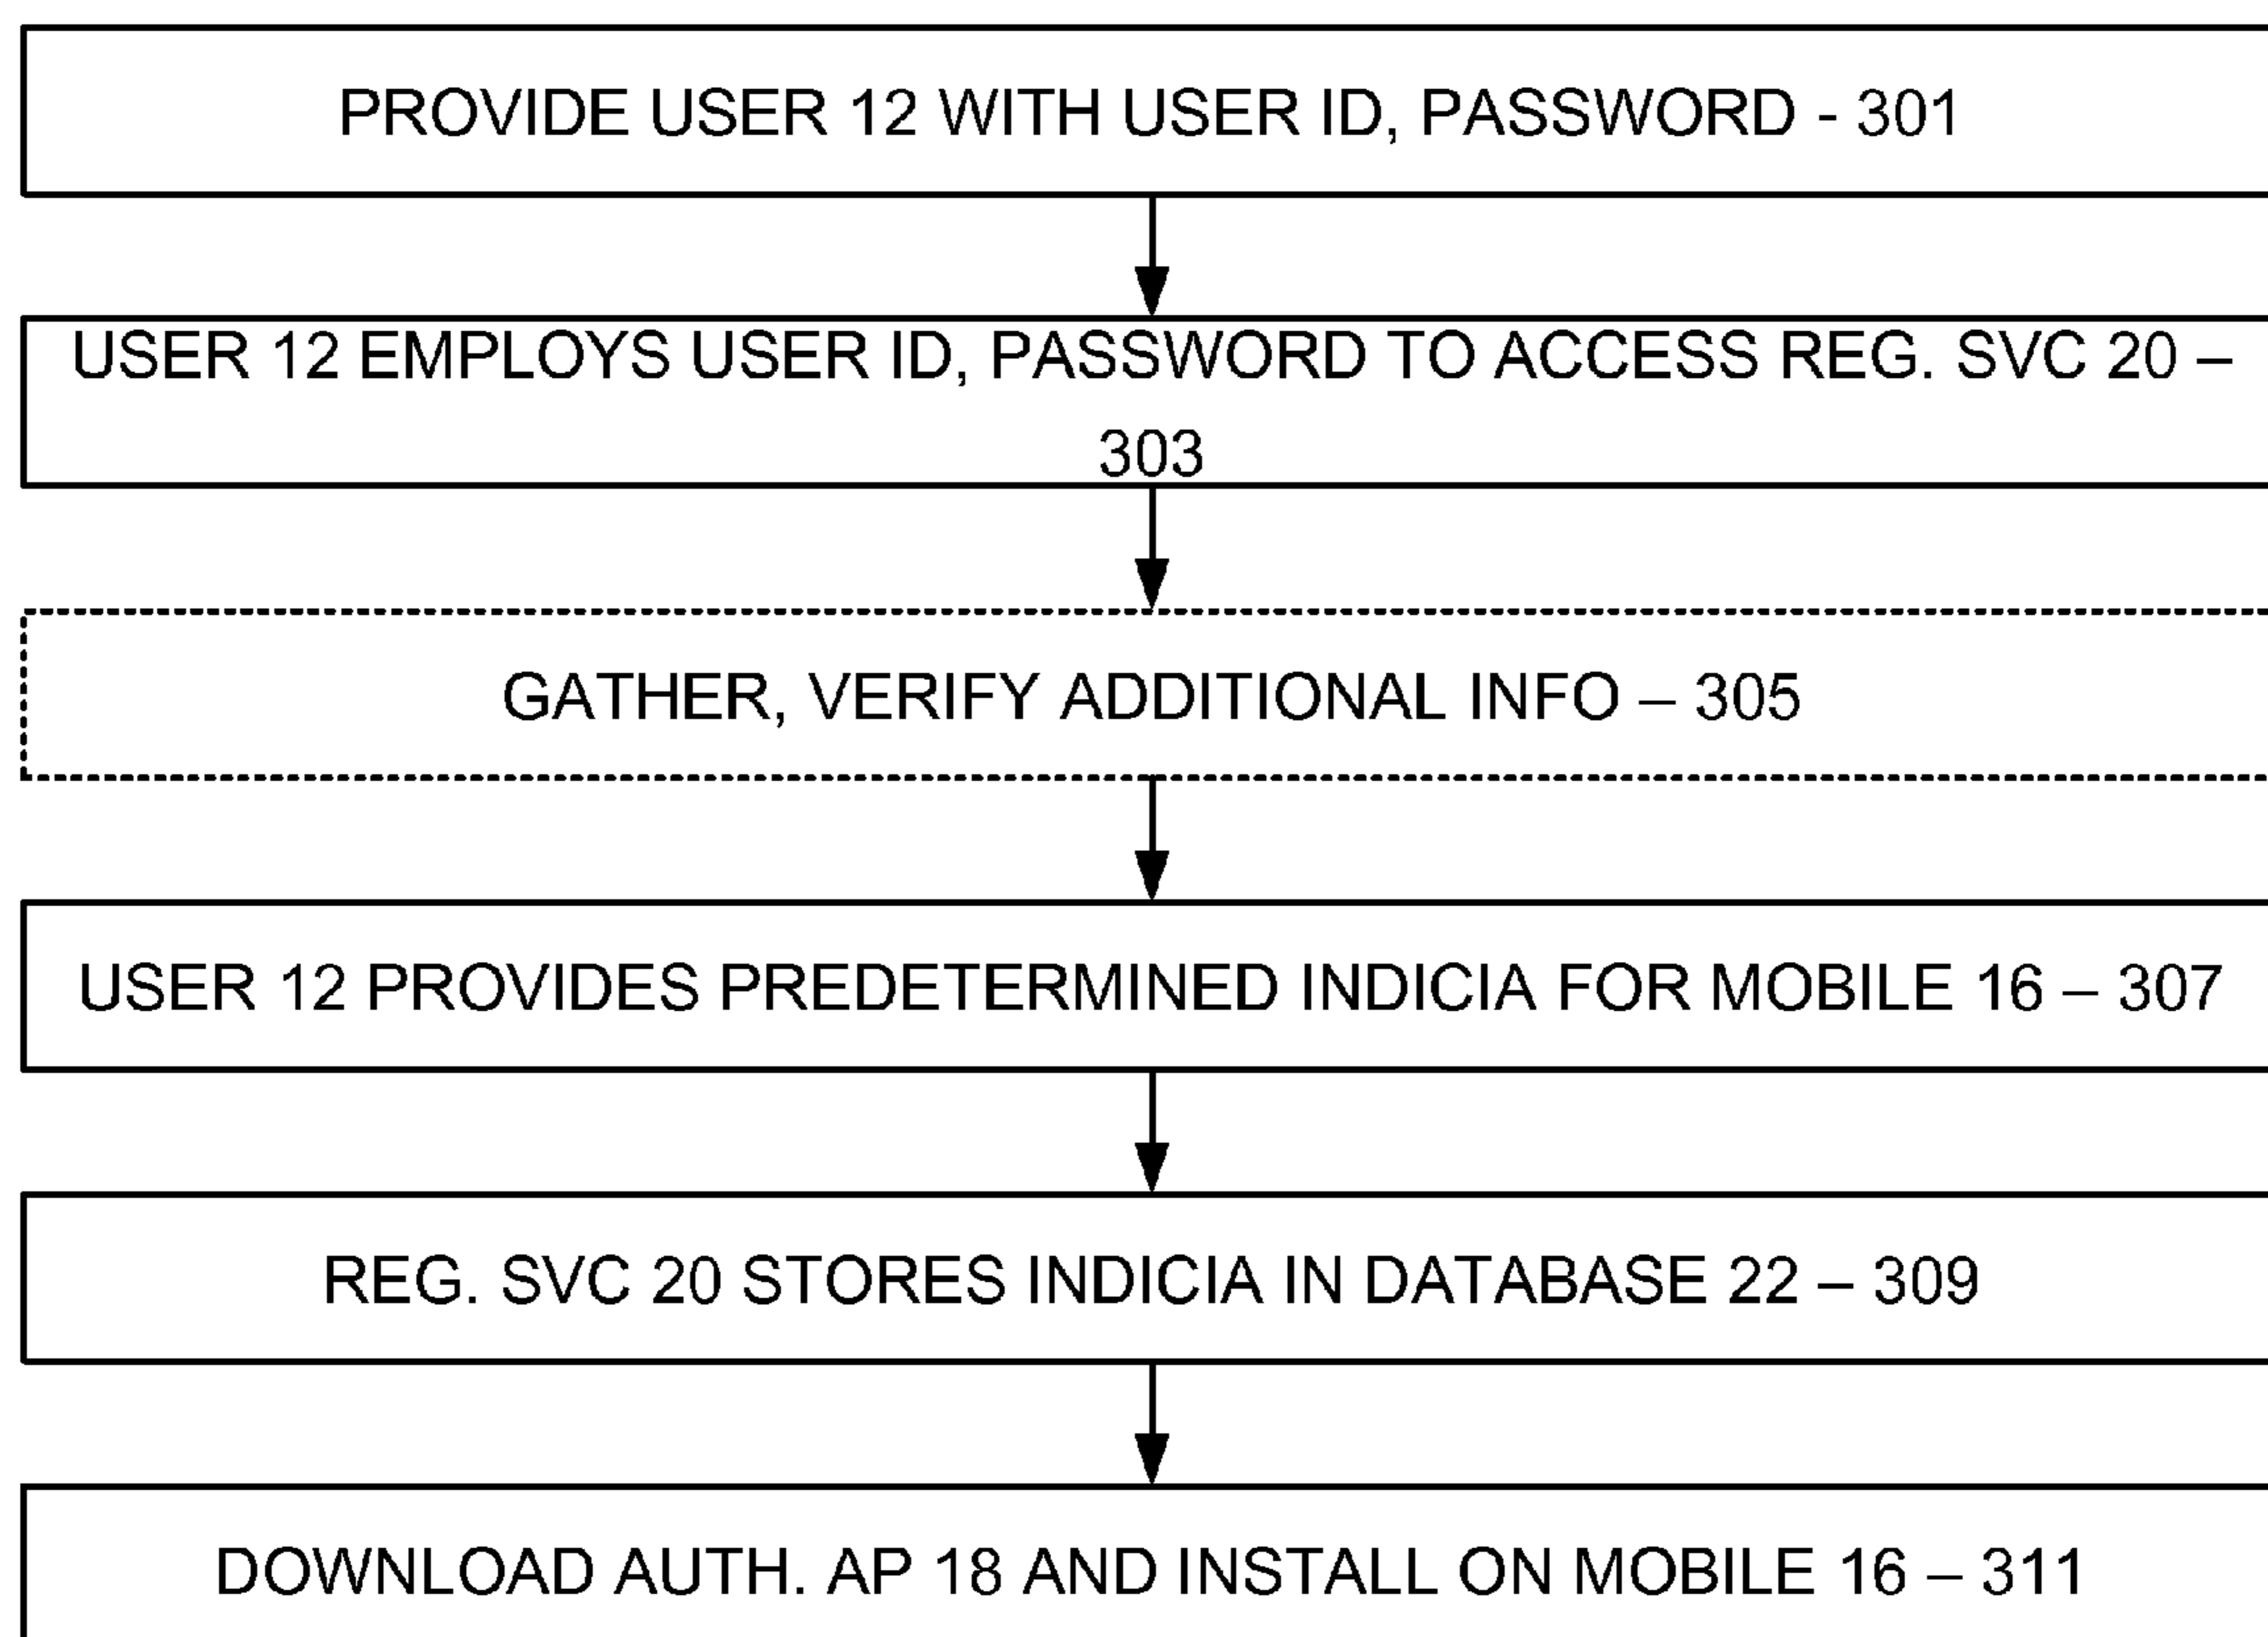 PROVIDE USER 12 WITH USER ID, PASSWORD - 301
USER 12 EMPLOYS USER ID, PASSWORD TO ACCESS REG. SVC 20 –
303
GATHER, VERIFY ADDITIONAL INFO – 305
USER 12 PROVIDES PREDETERMINED INDICIA FOR MOBILE 16 – 307
REG. SVC 20 STORES INDICIA IN DATABASE 22 – 309
DOWNLOAD AUTH. AP 18 AND INSTALL ON MOBILE 16 – 311